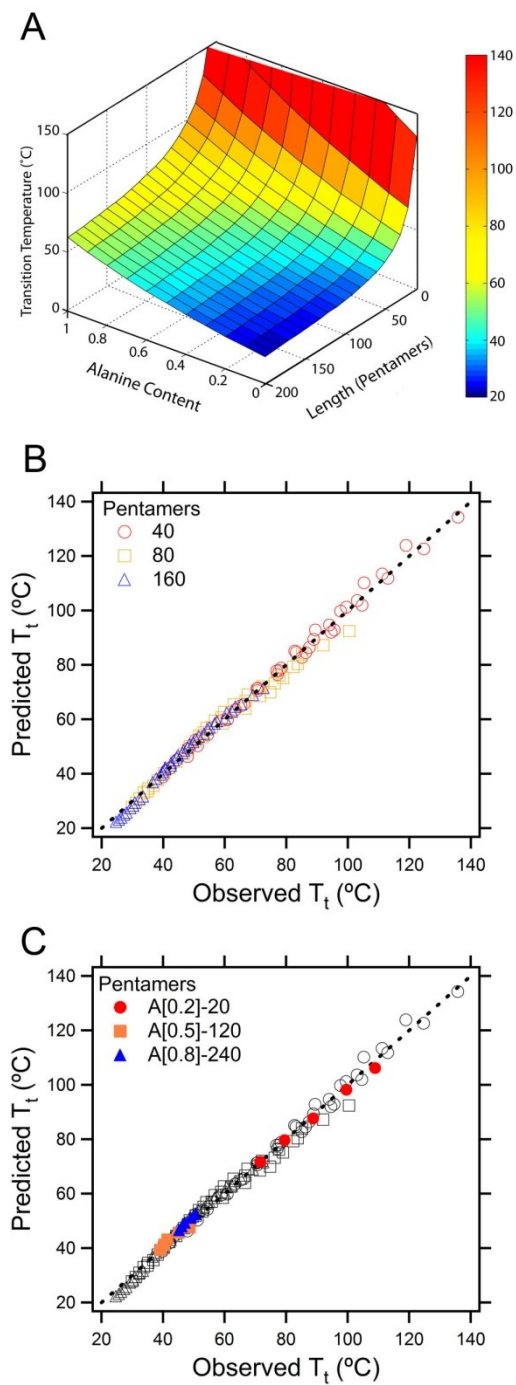 A
150
100
50
0
Transition Temperature (°C)
1
0.8
0.6
0.4
0.2
0
Alanine Content
200
150
100
50
0
Length (Pentamers)
140
120
100
80
60
40
20
B
Pentamers
40
80
160
140
120
100
80
60
40
20
Predicted Tt (ºC)
20 40 60 80 100 120 140
Observed Tt (ºC)
C
Pentamers
A[0.2]-20
A[0.5]-120
A[0.8]-240
140
120
100
80
60
40
20
Predicted Tt (ºC)
20 40 60 80 100 120 140
Observed Tt (ºC)